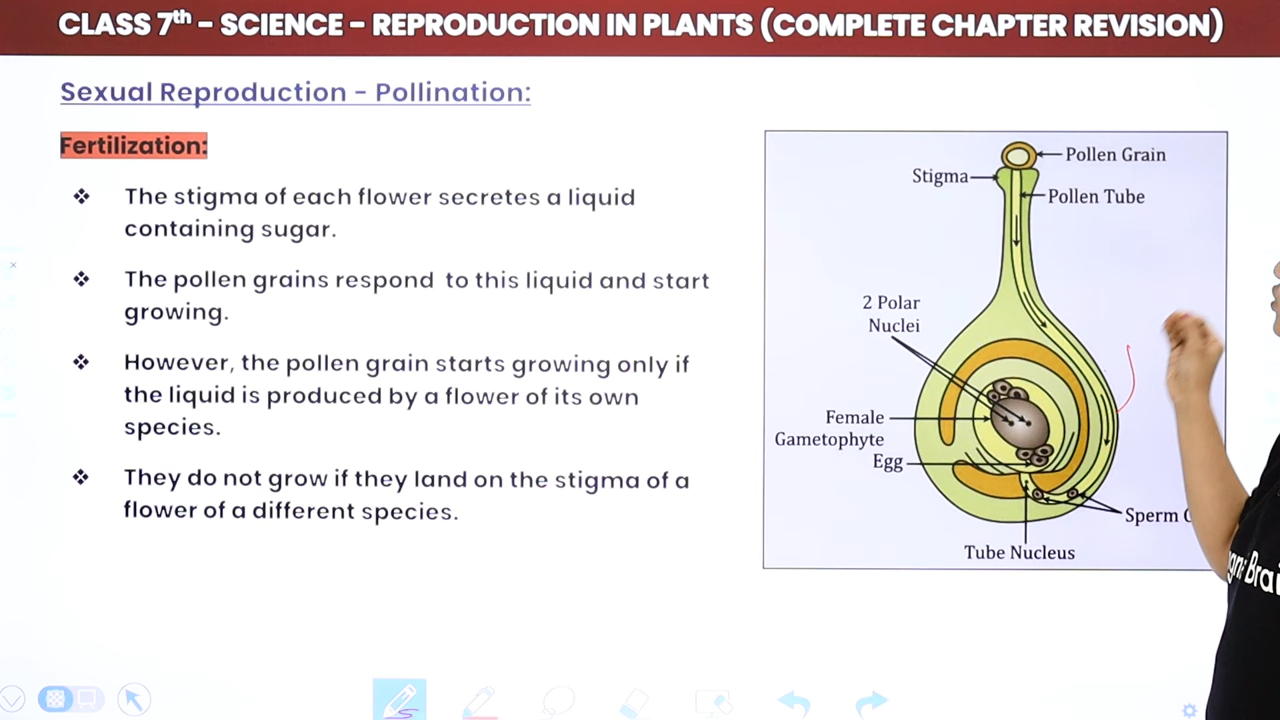 CLASS 7th – SCIENCE – REPRODUCTION IN PLANTS (COMPLETE CHAPTER REVISION)
Sexual Reproduction – Pollination:
Fertilization:
❖ The stigma of each flower secretes a liquid
containing sugar.
❖ The pollen grains respond to this liquid and start
growing.
❖ However, the pollen grain starts growing only if
the liquid is produced by a flower of its own
species.
❖ They do not grow if they land on the stigma of a
flower of a different species.
Pollen Grain
Stigma
Pollen Tube
2 Polar
Nuclei
Female
Gametophyte
Egg
Sperm
Tube Nucleus